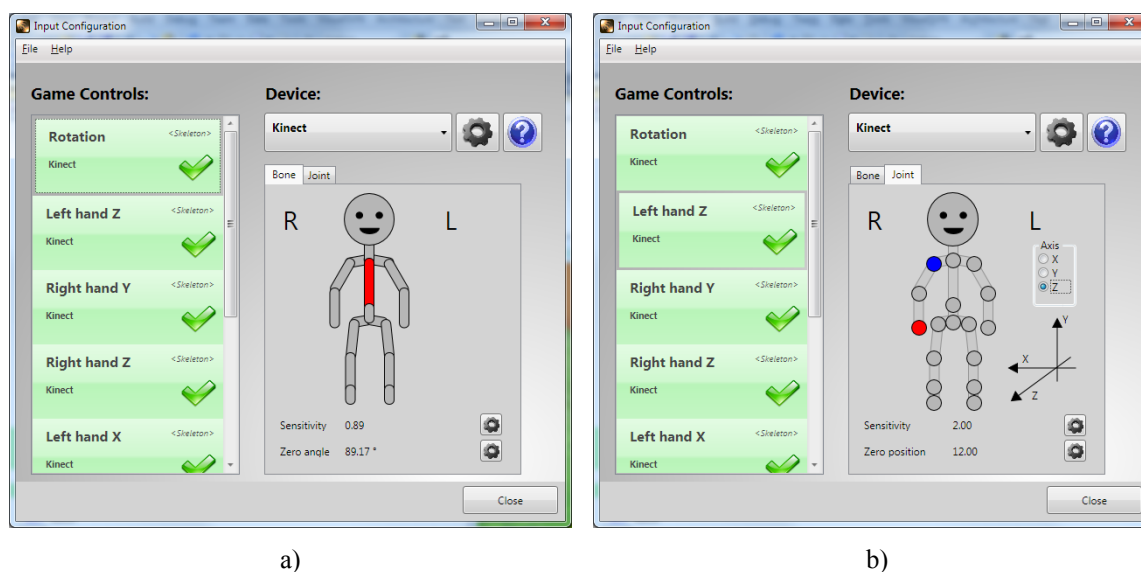 Input Configuration
File Help
Game Controls:
Device:
Rotation <Skeleton>
Kinect
Left hand Z <Skeleton>
Kinect
Right hand Y <Skeleton>
Kinect
Right hand Z <Skeleton>
Kinect
Left hand X <Skeleton>
Kinect
Kinect
Bone Joint
R L
Sensitivity 0.89
Zero angle 89.17 °
Close
a)
Input Configuration
File Help
Game Controls:
Device:
Rotation <Skeleton>
Kinect
Left hand Z <Skeleton>
Kinect
Right hand Y <Skeleton>
Kinect
Right hand Z <Skeleton>
Kinect
Left hand X <Skeleton>
Kinect
Kinect
Bone Joint
R L
Axis
X
Y
Z
Y
X
Z
Sensitivity 2.00
Zero position 12.00
Close
b)